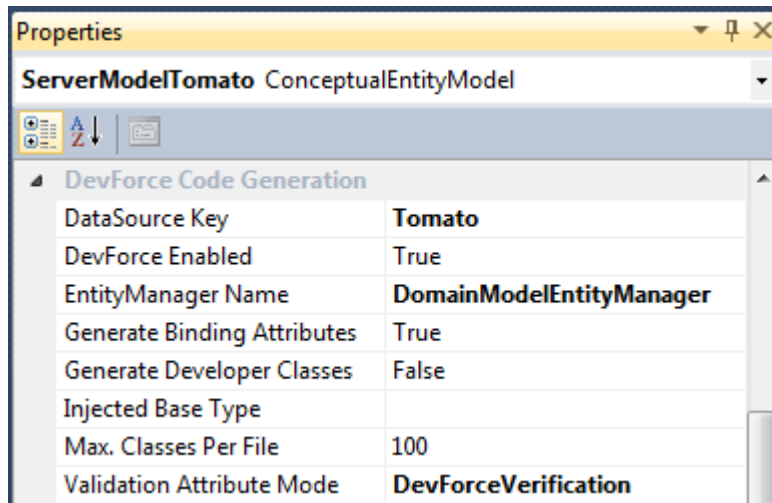 Properties
ServerModelTomato ConceptualEntityModel
A
Z
DevForce Code Generation
DataSource Key Tomato
DevForce Enabled True
EntityManager Name DomainModelEntityManager
Generate Binding Attributes True
Generate Developer Classes False
Injected Base Type
Max. Classes Per File 100
Validation Attribute Mode DevForceVerification